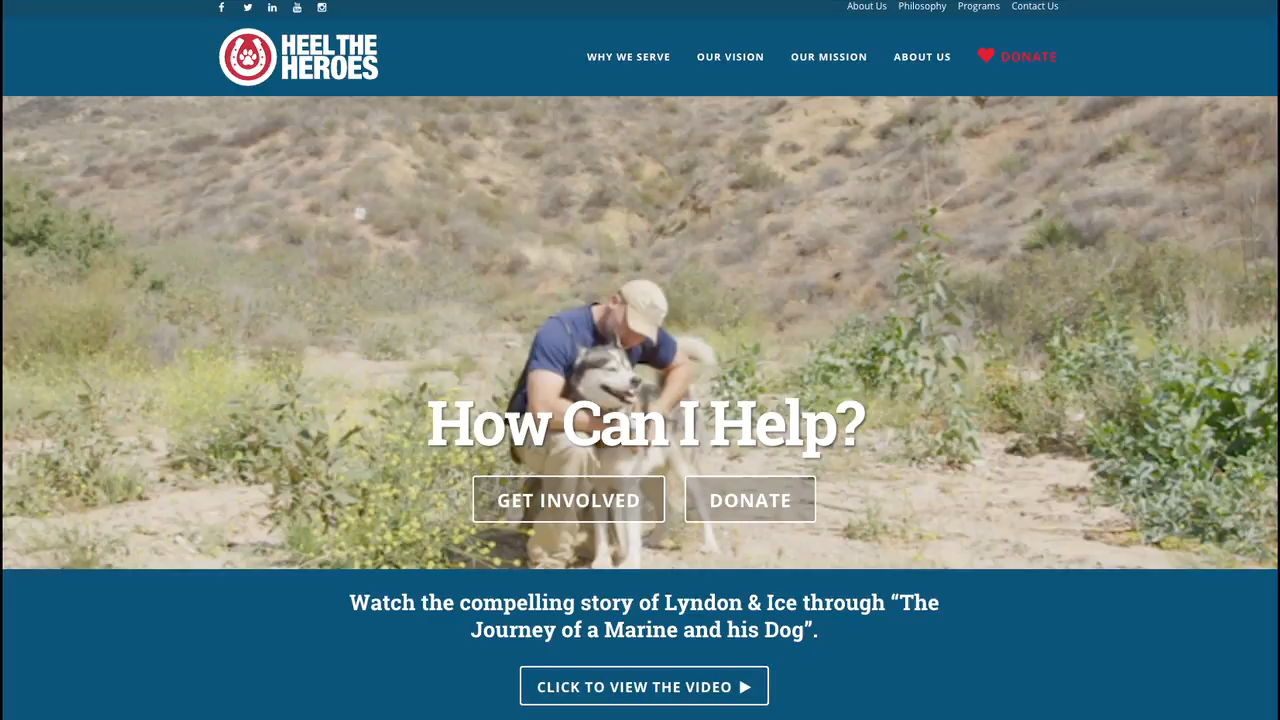 About Us Philosophy Programs Contact Us
HEEL THE
HEROES
WHY WE SERVE OUR VISION OUR MISSION ABOUT US DONATE
How Can I Help?
GET INVOLVED DONATE
Watch the compelling story of Lyndon & Ice through “The
Journey of a Marine and his Dog”.
CLICK TO VIEW THE VIDEO